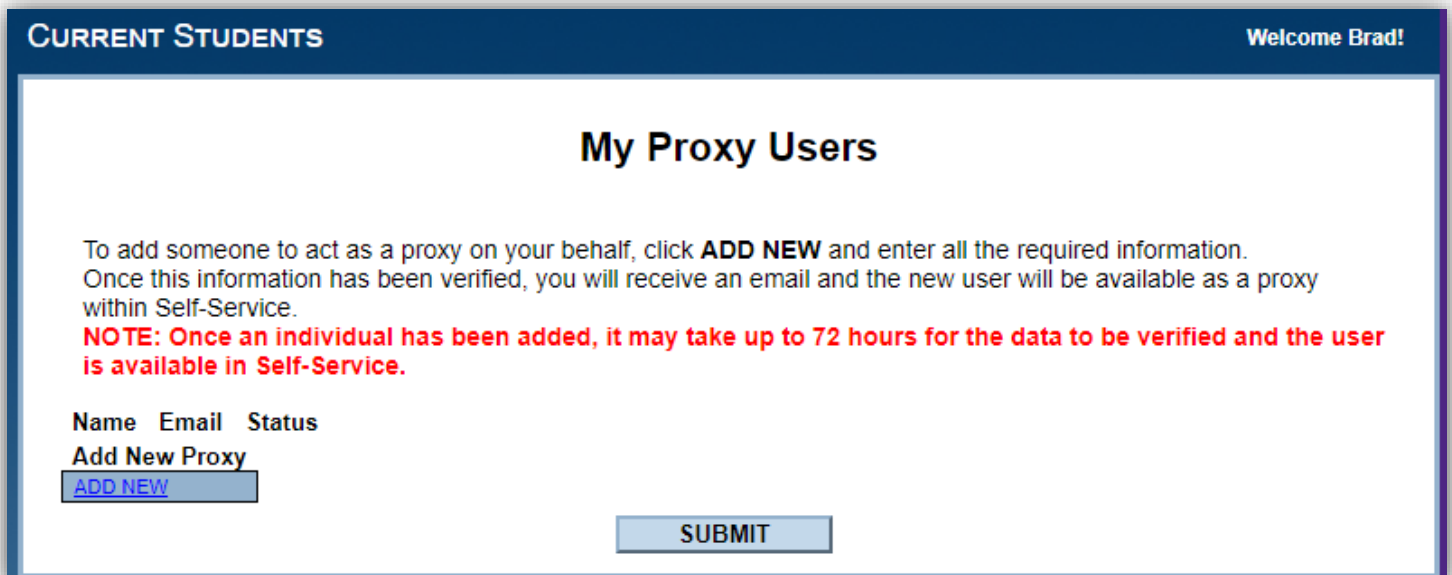 CURRENT STUDENTS
Welcome Brad!
My Proxy Users
To add someone to act as a proxy on your behalf, click ADD NEW and enter all the required information.
Once this information has been verified, you will receive an email and the new user will be available as a proxy
within Self-Service.
NOTE: Once an individual has been added, it may take up to 72 hours for the data to be verified and the user
is available in Self-Service.
Name Email Status
Add New Proxy
ADD NEW
SUBMIT